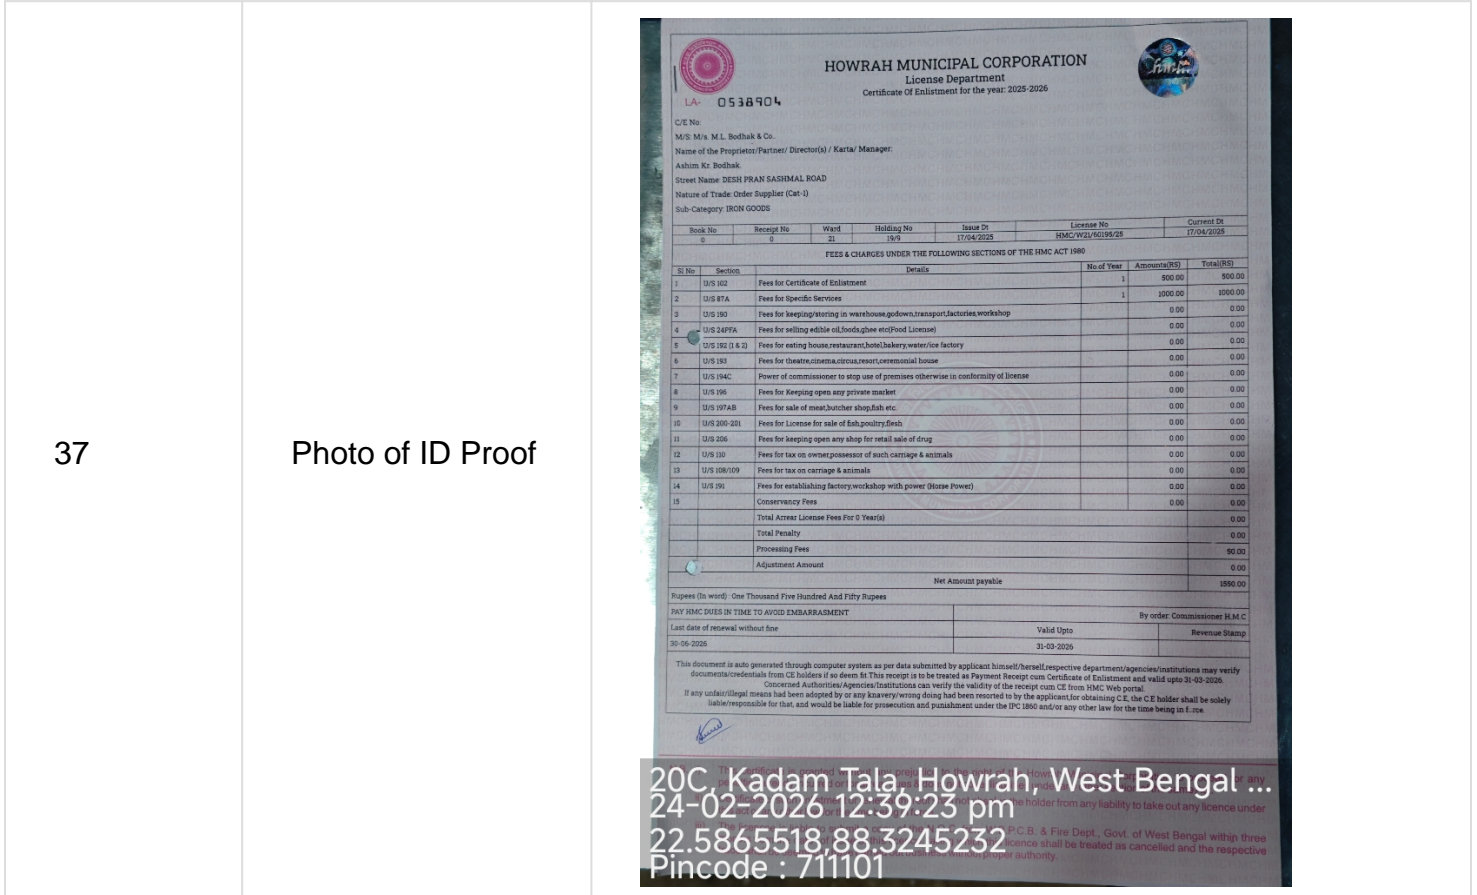 37
Photo of ID Proof
HOWRAH MUNICIPAL CORPORATION
License Department
Certificate Of Enlistment for the year: 2025-2026
LA- 0538904
C/E No:
M/S: M/s. M.L. Bodhak & Co..
Name of the Proprietor/Partner/ Director(s) / Karta/ Manager:
Ashim Kr. Bodhak.
Street Name: DESH PRAN SASHMAL ROAD
Nature of Trade: Order Supplier (Cat-1)
Sub-Category: IRON GOODS
Book No Receipt No Ward Holding No Issue Dt License No Current Dt
0 0 21 19/9 17/04/2025 HMC/W21/60195/25 17/04/2025
FEES & CHARGES UNDER THE FOLLOWING SECTIONS OF THE HMC ACT 1980
Sl No Section Details No of Year Amounts(RS) Total(RS)
1 U/S 102 Fees for Certificate of Enlistment 1 500.00 500.00
2 U/S 87A Fees for Specific Services 1 1000.00 1000.00
3 U/S 190 Fees for keeping/storing in warehouse,godown,transport,factories,workshop 0.00 0.00
4 U/S 24PFA Fees for selling edible oil,foods,ghee etc(Food License) 0.00 0.00
5 U/S 192 (1 & 2) Fees for eating house,restaurant,hotel,bakery,water/ice factory 0.00 0.00
6 U/S 193 Fees for theatre,cinema,circus,resort,ceremonial house 0.00 0.00
7 U/S 194C Power of commissioner to stop use of premises otherwise in conformity of license 0.00 0.00
8 U/S 196 Fees for Keeping open any private market 0.00 0.00
9 U/S 197AB Fees for sale of meat,butcher shop,fish etc. 0.00 0.00
10 U/S 200-201 Fees for License for sale of fish,poultry,flesh 0.00 0.00
11 U/S 206 Fees for keeping open any shop for retail sale of drug 0.00 0.00
12 U/S 110 Fees for tax on owner,possessor of such carriage & animals 0.00 0.00
13 U/S 108/109 Fees for tax on carriage & animals 0.00 0.00
14 U/S 191 Fees for establishing factory,workshop with power (Horse Power) 0.00 0.00
15 Conservancy Fees 0.00 0.00
Total Arrear License Fees For 0 Year(s) 0.00
Total Penalty 0.00
Processing Fees 50.00
Adjustment Amount 0.00
Net Amount payable 1550.00
Rupees (In word) : One Thousand Five Hundred And Fifty Rupees
PAY HMC DUES IN TIME TO AVOID EMBARRASMENT By order: Commissioner H.M.C
Last date of renewal without fine Valid Upto Revenue Stamp
30-06-2026 31-03-2026
This document is auto generated through computer system as per data submitted by applicant himself/herself,respective department/agencies/institutions may verify
documents/credentials from CE holders if so deem fit.This receipt is to be treated as Payment Receipt cum Certificate of Enlistment and valid upto 31-03-2026.
Concerned Authorities/Agencies/Institutions can verify the validity of the receipt cum CE from HMC Web portal.
If any unfair/illegal means had been adopted by or any knavery/wrong doing had been resorted to by the applicant,for obtaining C.E, the C.E holder shall be solely
liable/responsible for that, and would be liable for prosecution and punishment under the IPC 1860 and/or any other law for the time being in force.
20C, Kadam Tala, Howrah, West Bengal ...
24-02-2026 12:39:23 pm
22.5865518,88.3245232
Pincode : 711101